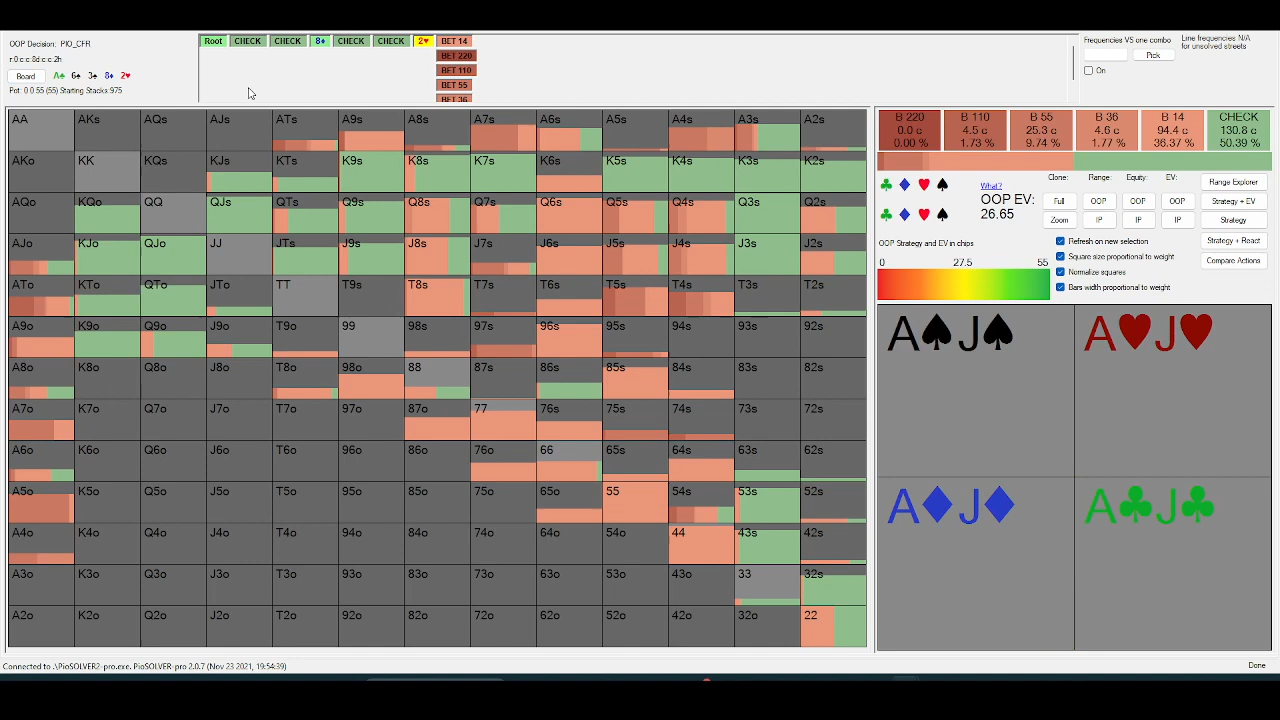 OOP Decision: PIO_CFR
r:0:c:c:8d:c:c:2h
Board A♣ 6♠ 3♠ 8♦ 2♥
Pot: 0 0 55 (55) Starting Stacks:975
Root CHECK CHECK 8♦ CHECK CHECK 2♥ BET 14
BET 220
BET 110
BET 55
BET 36
Frequencies VS one combo
Pick
On
Line frequencies N/A
for unsolved streets
AA AKs AQs AJs ATs A9s A8s A7s A6s A5s A4s A3s A2s
AKo KK KQs KJs KTs K9s K8s K7s K6s K5s K4s K3s K2s
AQo KQo QQ QJs QTs Q9s Q8s Q7s Q6s Q5s Q4s Q3s Q2s
AJo KJo QJo JJ JTs J9s J8s J7s J6s J5s J4s J3s J2s
ATo KTo QTo JTo TT T9s T8s T7s T6s T5s T4s T3s T2s
A9o K9o Q9o J9o T9o 99 98s 97s 96s 95s 94s 93s 92s
A8o K8o Q8o J8o T8o 98o 88 87s 86s 85s 84s 83s 82s
A7o K7o Q7o J7o T7o 97o 87o 77 76s 75s 74s 73s 72s
A6o K6o Q6o J6o T6o 96o 86o 76o 66 65s 64s 63s 62s
A5o K5o Q5o J5o T5o 95o 85o 75o 65o 55 54s 53s 52s
A4o K4o Q4o J4o T4o 94o 84o 74o 64o 54o 44 43s 42s
A3o K3o Q3o J3o T3o 93o 83o 73o 63o 53o 43o 33 32s
A2o K2o Q2o J2o T2o 92o 82o 72o 62o 52o 42o 32o 22
B 220 B 110 B 55 B 36 B 14 CHECK
0.0 c 4.5 c 25.3 c 4.6 c 94.4 c 130.8 c
0.00 % 1.73 % 9.74 % 1.77 % 36.37 % 50.39 %
♣ ♦ ♥ ♠
♣ ♦ ♥ ♠
What?
OOP EV:
26.65
Clone: Range: Equity: EV:
Full OOP OOP OOP
Zoom IP IP IP
Range Explorer
Strategy + EV
Strategy
Strategy + React
Compare Actions
OOP Strategy and EV in chips
0 27.5 55
Refresh on new selection
Square size proportional to weight
Normalize squares
Bars width proportional to weight
A♠J♠ A♥J♥
A♦J♦ A♣J♣
Connected to .\PioSOLVER2-pro.exe. PioSOLVER-pro 2.0.7 (Nov 23 2021, 19:54:39)
Done